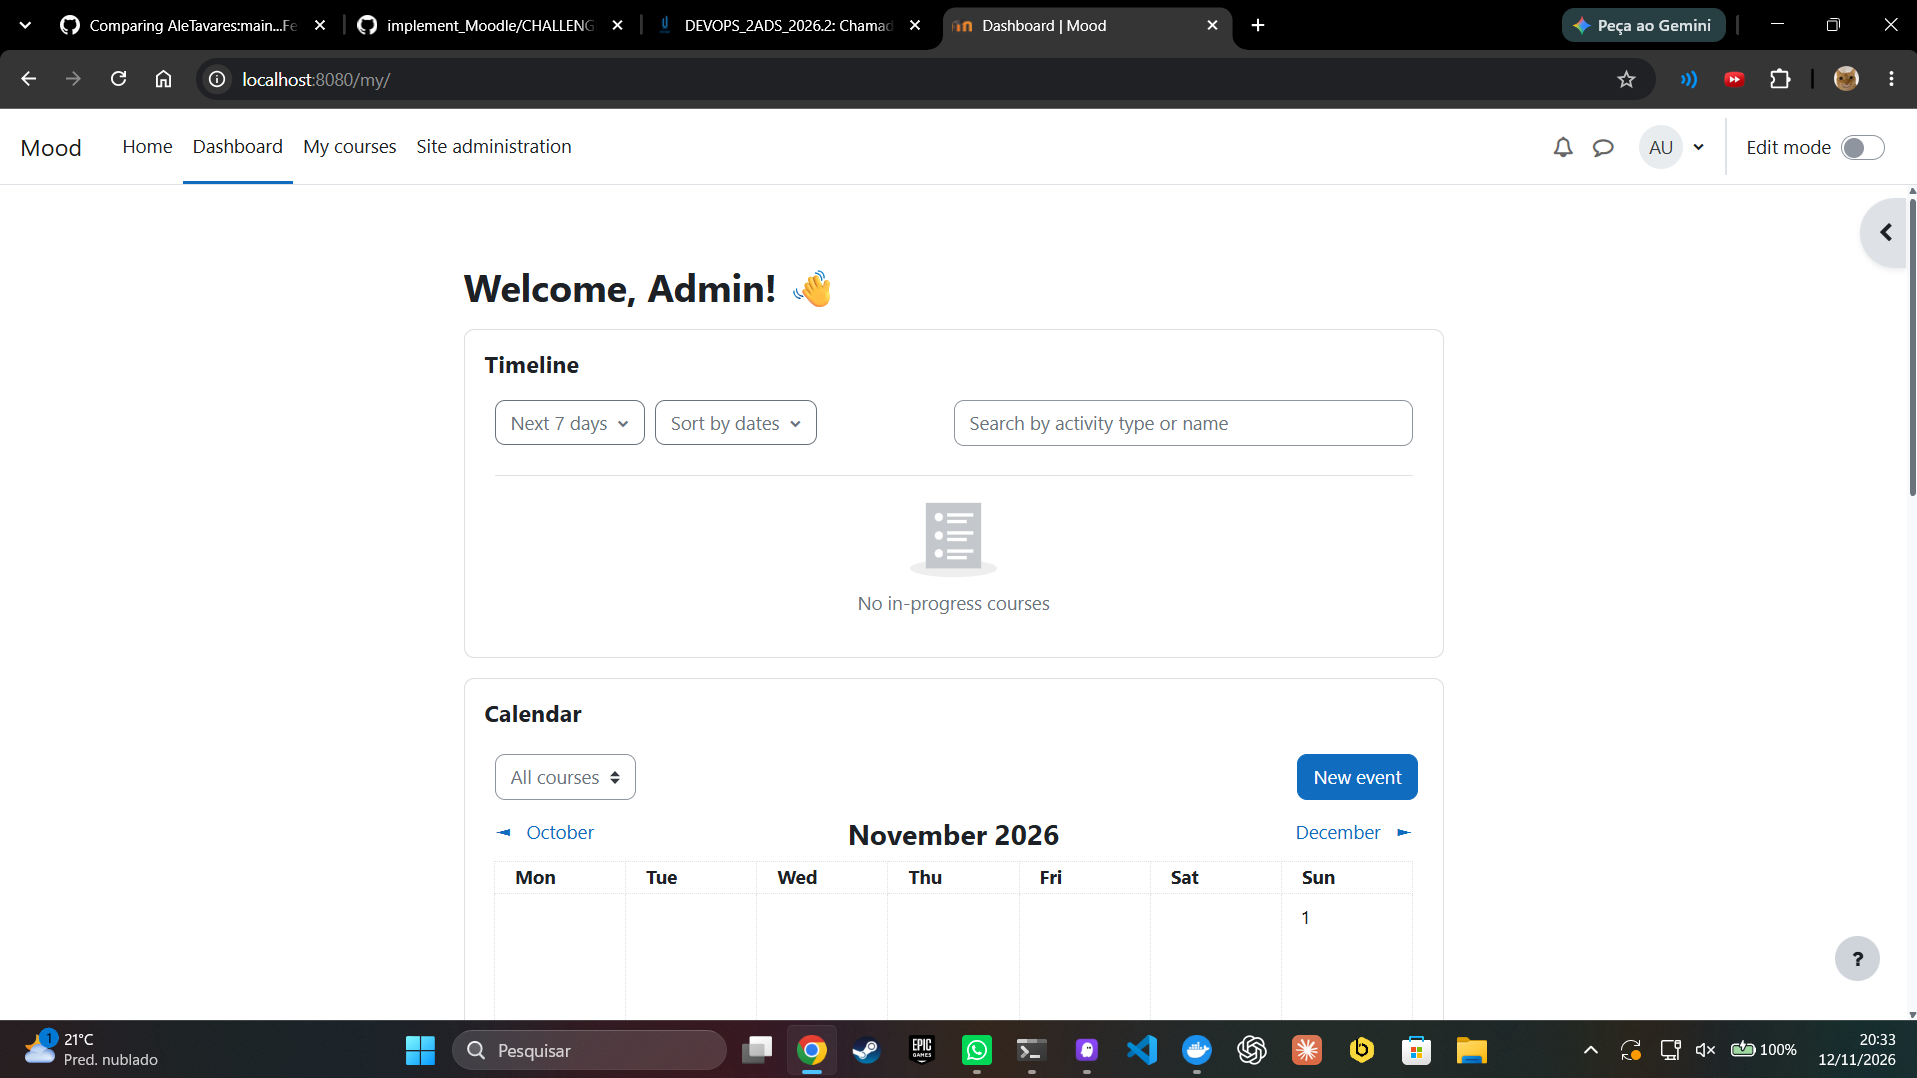 Comparing AleTavares:main...Fe
implement_Moodle/CHALLENG
DEVOPS_2ADS_2026.2: Chamad
Dashboard | Mood
Peça ao Gemini
localhost:8080/my/
Mood
Home
Dashboard
My courses
Site administration
AU
Edit mode
Welcome, Admin! 👋
Timeline
Next 7 days
Sort by dates
Search by activity type or name
No in-progress courses
Calendar
All courses
New event
◄ October
November 2026
December ►
Mon Tue Wed Thu Fri Sat Sun
1
?
1
21°C
Pred. nublado
Pesquisar
EPIC
GAMES
100%
20:33
12/11/2026